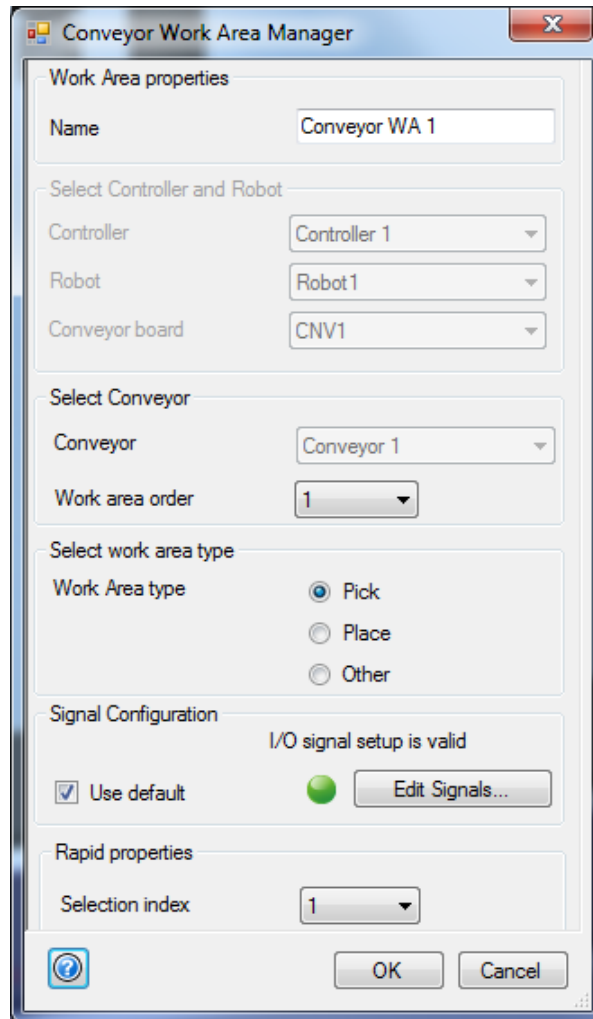 Conveyor Work Area Manager
Work Area properties
Name Conveyor WA 1
Select Controller and Robot
Controller Controller 1
Robot Robot1
Conveyor board CNV1
Select Conveyor
Conveyor Conveyor 1
Work area order 1
Select work area type
Work Area type Pick
Place
Other
Signal Configuration
I/O signal setup is valid
Use default Edit Signals...
Rapid properties
Selection index 1
? OK Cancel